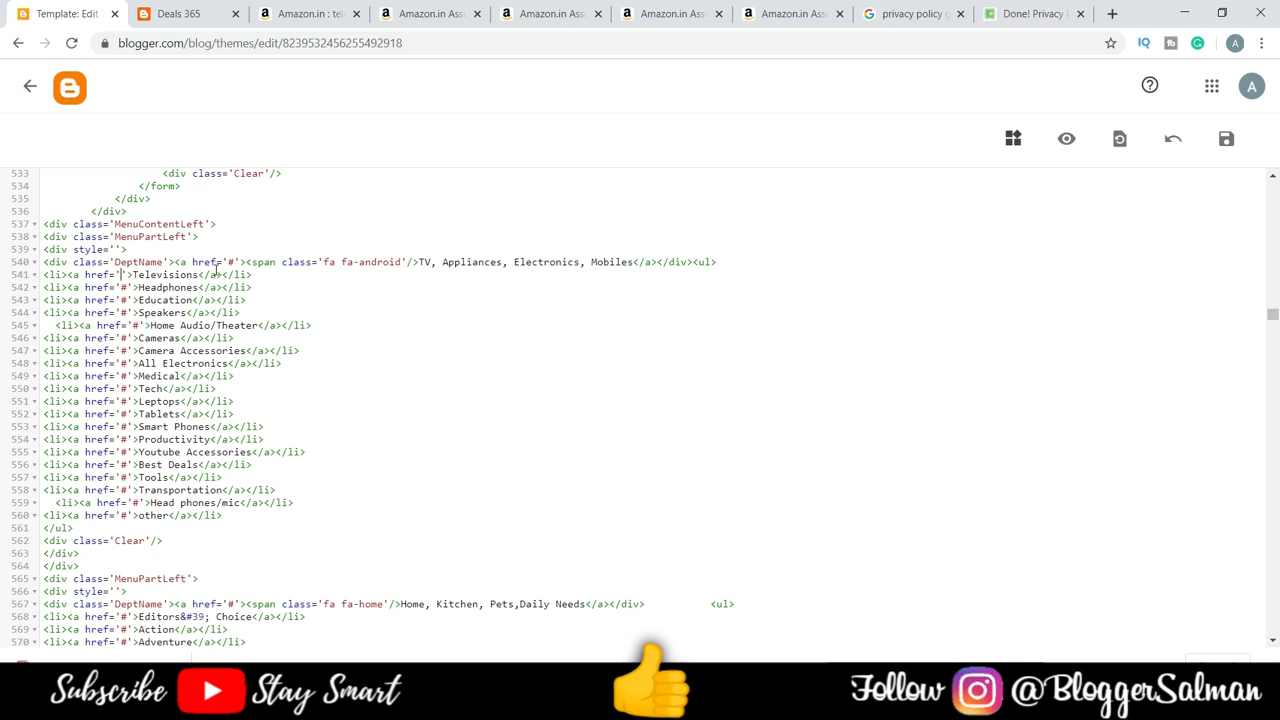 Template: Edit
Deals 365
Amazon.in : tel
Amazon.in Ass
Amazon.in Ass
Amazon.in Ass
Amazon.in Ass
privacy policy g
Done! Privacy P
blogger.com/blog/themes/edit/8239532456255492918
A
A
533 <div class='Clear'/>
534 </form>
535 </div>
536 </div>
537 <div class='MenuContentLeft'>
538 <div class='MenuPartLeft'>
539 <div style=''>
540 <div class='DeptName'><a href='#'><span class='fa fa-android'/>TV, Appliances, Electronics, Mobiles</a></div><ul>
541 <li><a href=''>Televisions</a></li>
542 <li><a href='#'>Headphones</a></li>
543 <li><a href='#'>Education</a></li>
544 <li><a href='#'>Speakers</a></li>
545 <li><a href='#'>Home Audio/Theater</a></li>
546 <li><a href='#'>Cameras</a></li>
547 <li><a href='#'>Camera Accessories</a></li>
548 <li><a href='#'>All Electronics</a></li>
549 <li><a href='#'>Medical</a></li>
550 <li><a href='#'>Tech</a></li>
551 <li><a href='#'>Leptops</a></li>
552 <li><a href='#'>Tablets</a></li>
553 <li><a href='#'>Smart Phones</a></li>
554 <li><a href='#'>Productivity</a></li>
555 <li><a href='#'>Youtube Accessories</a></li>
556 <li><a href='#'>Best Deals</a></li>
557 <li><a href='#'>Tools</a></li>
558 <li><a href='#'>Transportation</a></li>
559 <li><a href='#'>Head phones/mic</a></li>
560 <li><a href='#'>other</a></li>
561 </ul>
562 <div class='Clear'/>
563 </div>
564 </div>
565 <div class='MenuPartLeft'>
566 <div style=''>
567 <div class='DeptName'><a href='#'><span class='fa fa-home'/>Home, Kitchen, Pets,Daily Needs</a></div> <ul>
568 <li><a href='#'>Editors&#39; Choice</a></li>
569 <li><a href='#'>Action</a></li>
570 <li><a href='#'>Adventure</a></li>
Subscribe Stay Smart Follow @BloggerSalman